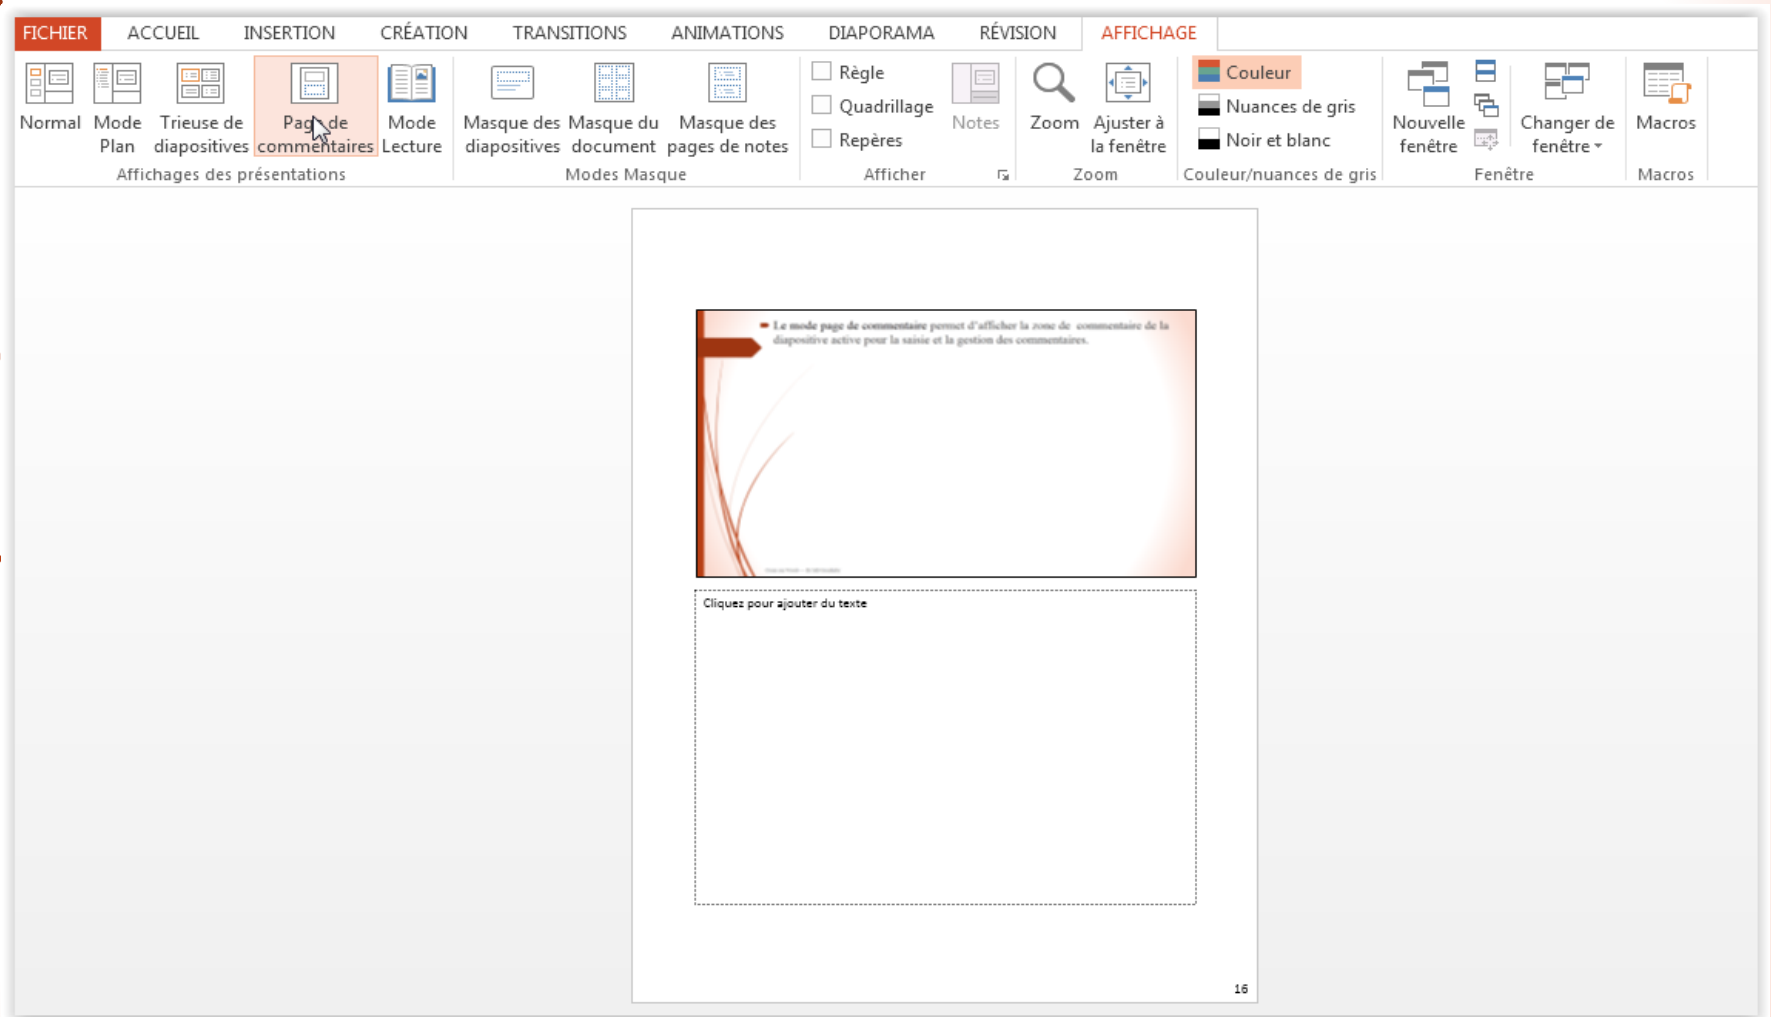 FICHIER ACCUEIL INSERTION CRÉATION TRANSITIONS ANIMATIONS DIAPORAMA RÉVISION AFFICHAGE
Normal
Mode
Plan
Trieuse de
diapositives
Page de
commentaires
Mode
Lecture
Affichages des présentations
Masque des
diapositives
Masque du
document
Masque des
pages de notes
Modes Masque
Règle
Quadrillage
Repères
Notes
Afficher
Zoom
Ajuster à
la fenêtre
Zoom
Couleur
Nuances de gris
Noir et blanc
Couleur/nuances de gris
Nouvelle
fenêtre
Changer de
fenêtre
Fenêtre
Macros
Macros
Le mode page de commentaire permet d'afficher la zone de commentaire de la
diapositive active pour la saisie et la gestion des commentaires.
Cliquez pour ajouter du texte
16